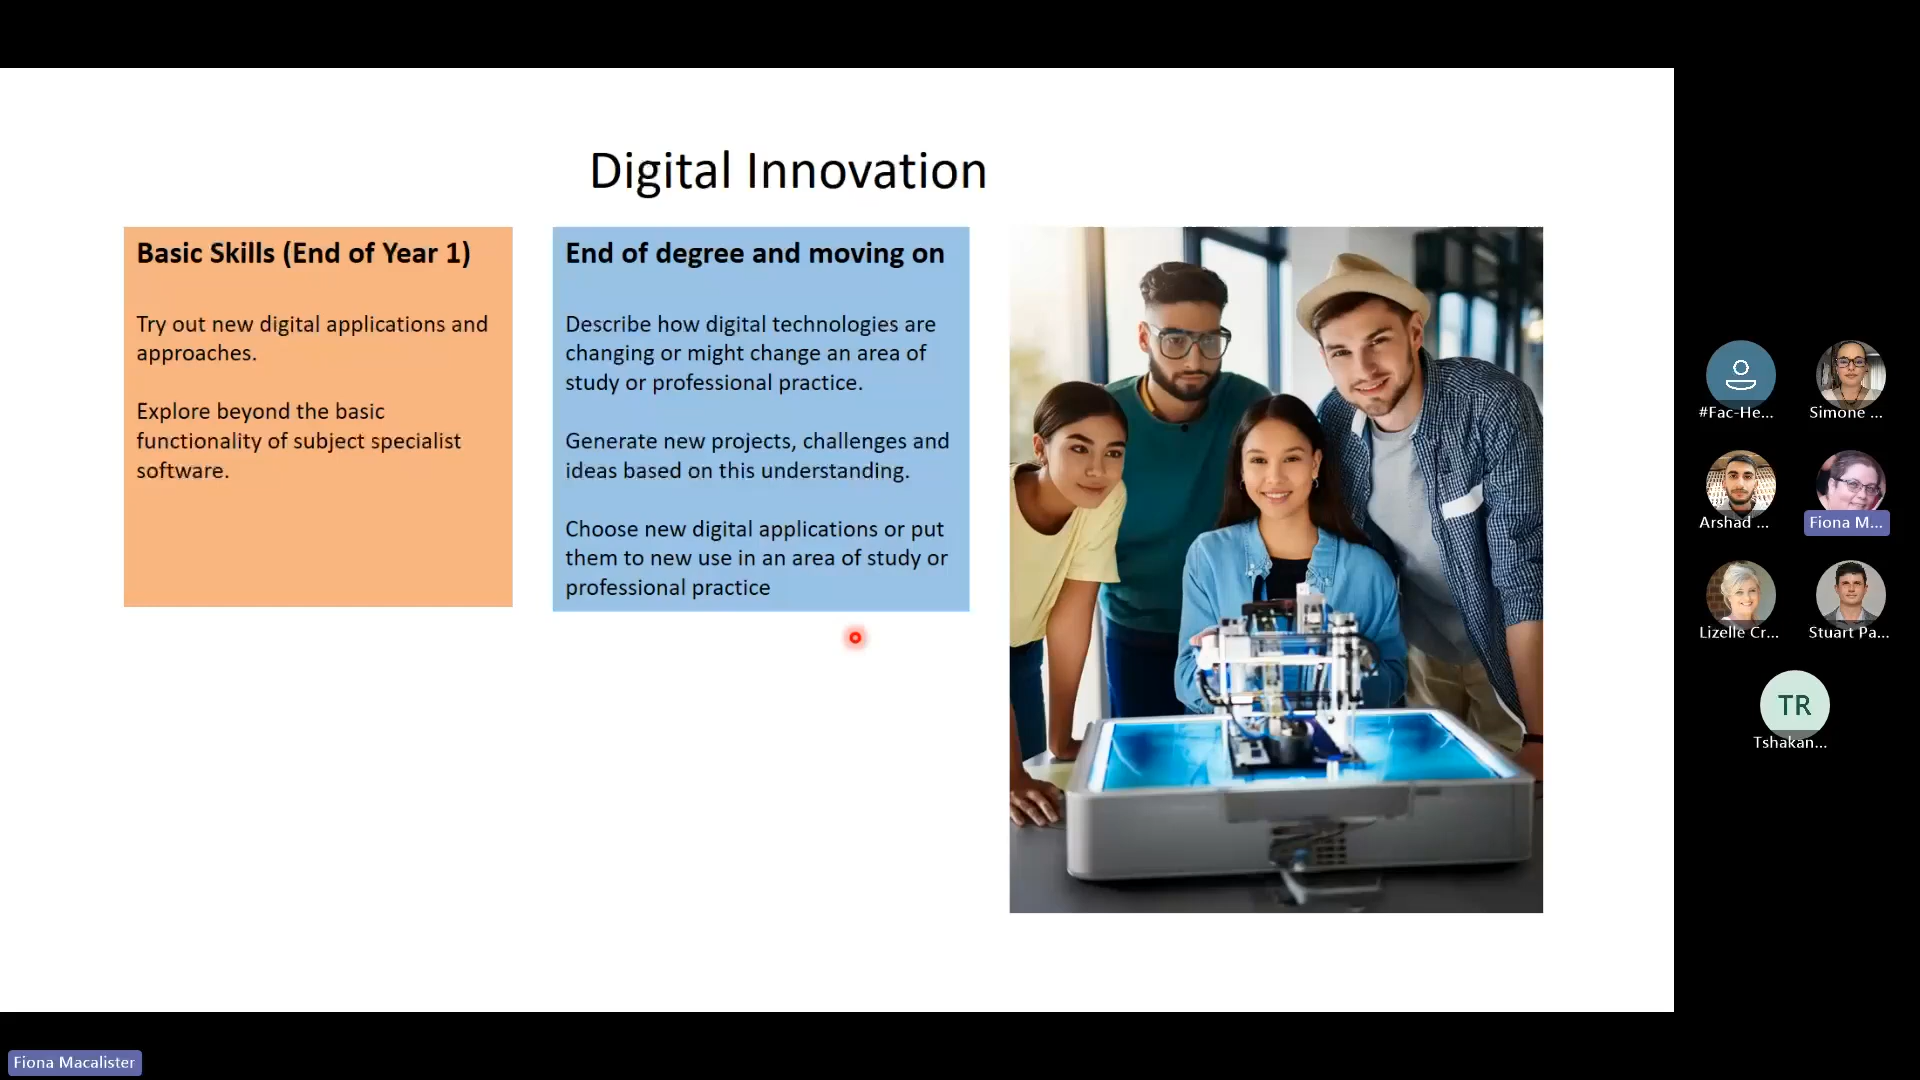 Digital Innovation
Basic Skills (End of Year 1)
Try out new digital applications and
approaches.
Explore beyond the basic
functionality of subject specialist
software.
End of degree and moving on
Describe how digital technologies are
changing or might change an area of
study or professional practice.
Generate new projects, challenges and
ideas based on this understanding.
Choose new digital applications or put
them to new use in an area of study or
professional practice
#Fac-He...
Simone ...
Arshad ...
Fiona M...
Lizelle Cr...
Stuart Pa...
TR
Tshakan...
Fiona Macalister